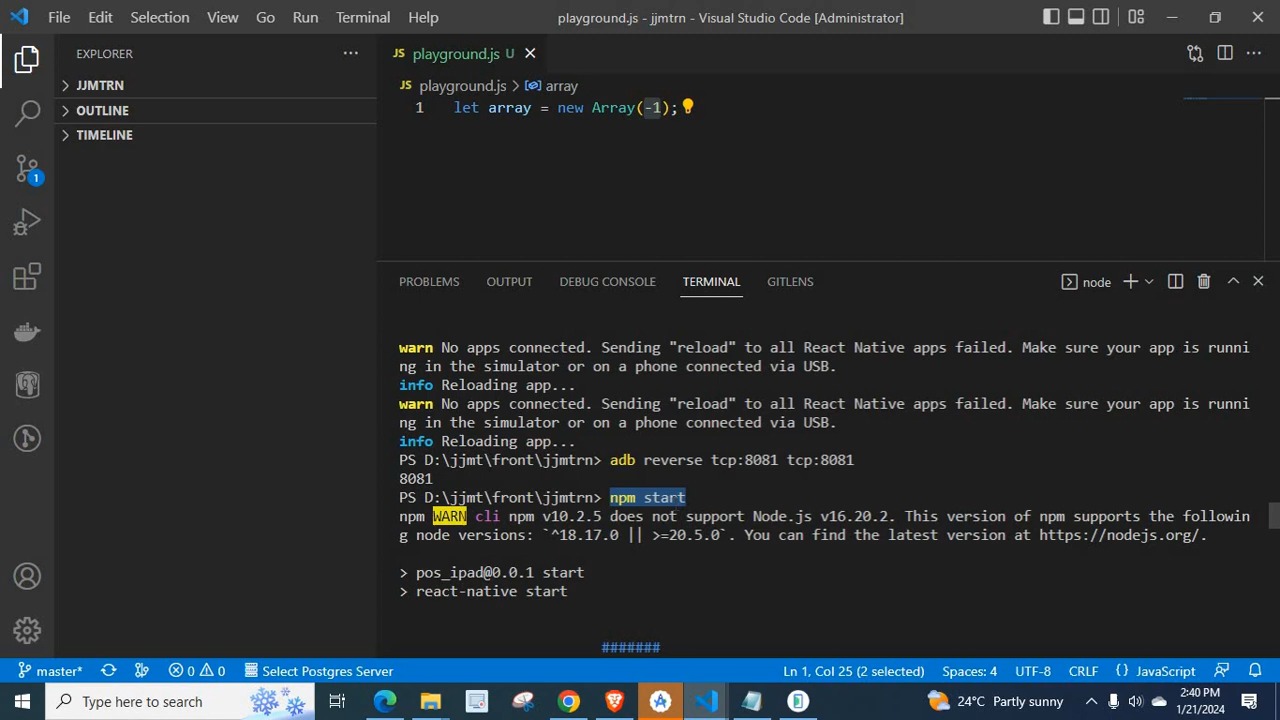 File Edit Selection View Go Run Terminal Help playground.js - jjmtrn - Visual Studio Code [Administrator]
EXPLORER
JJMTRN
OUTLINE
TIMELINE
1
JS playground.js U
JS playground.js > array
1 let array = new Array(-1);
PROBLEMS OUTPUT DEBUG CONSOLE TERMINAL GITLENS node
warn No apps connected. Sending "reload" to all React Native apps failed. Make sure your app is runni
ng in the simulator or on a phone connected via USB.
info Reloading app...
warn No apps connected. Sending "reload" to all React Native apps failed. Make sure your app is runni
ng in the simulator or on a phone connected via USB.
info Reloading app...
PS D:\jjmt\front\jjmtrn> adb reverse tcp:8081 tcp:8081
8081
PS D:\jjmt\front\jjmtrn> npm start
npm WARN cli npm v10.2.5 does not support Node.js v16.20.2. This version of npm supports the followin
g node versions: `^18.17.0 || >=20.5.0`. You can find the latest version at https://nodejs.org/.
> pos_ipad@0.0.1 start
> react-native start
#######
master* 0 0 Select Postgres Server Ln 1, Col 25 (2 selected) Spaces: 4 UTF-8 CRLF {} JavaScript
Type here to search 24°C Partly sunny 2:40 PM
1/21/2024